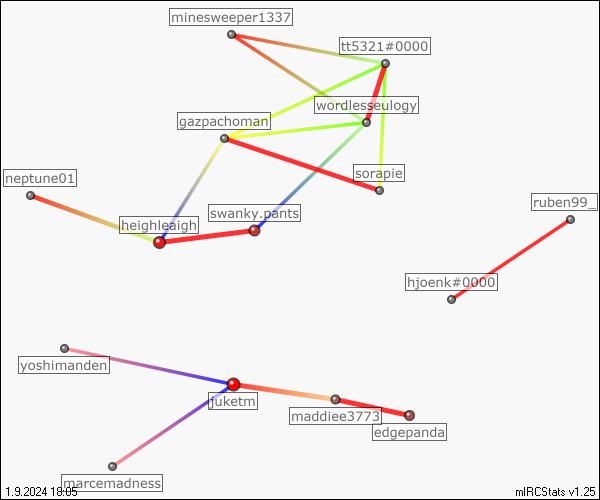 minesweeper1337
tt5321#0000
wordlesseulogy
gazpachoman
sorapie
neptune01
ruben99_
swanky.pants
heighleaigh
hjoenk#0000
yoshimanden
juketm
maddiee3773
edgepanda
marcemadness
1.9.2024 18:05
mIRCStats v1.25